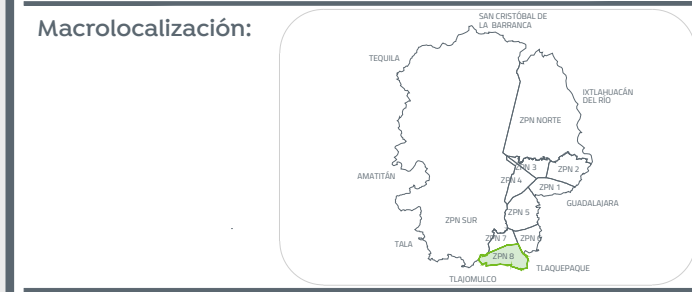 Macrolocalización:
SAN CRISTÓBAL DE
LA BARRANCA
TEQUILA
IXTLAHUACÁN
DEL RÍO
ZPN NORTE
ZPN 3
ZPN 2
AMATITÁN
ZPN 4
ZPN 1
GUADALAJARA
ZPN 5
ZPN SUR
TALA
ZPN 7
ZPN 6
ZPN 8
TLAQUEPAQUE
TLAJOMULCO